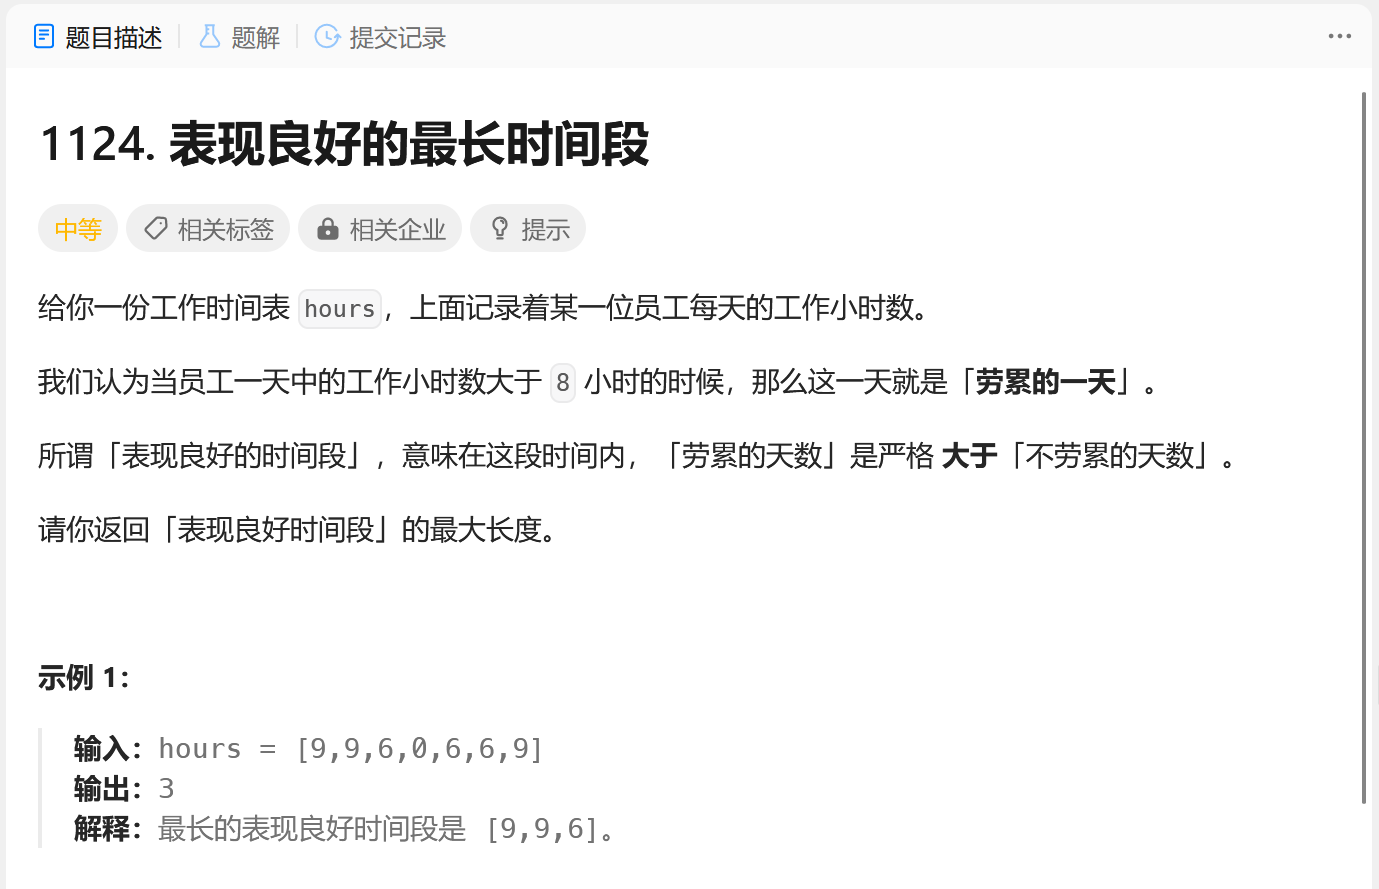 题目描述 题解 提交记录
1124. 表现良好的最长时间段
中等 相关标签 相关企业 提示
给你一份工作时间表 hours，上面记录着某一位员工每天的工作小时数。
我们认为当员工一天中的工作小时数大于 8 小时的时候，那么这一天就是「劳累的一天」。
所谓「表现良好的时间段」，意味在这段时间内，「劳累的天数」是严格 大于「不劳累的天数」。
请你返回「表现良好时间段」的最大长度。
示例 1：
输入：hours = [9,9,6,0,6,6,9]
输出：3
解释：最长的表现良好时间段是 [9,9,6]。